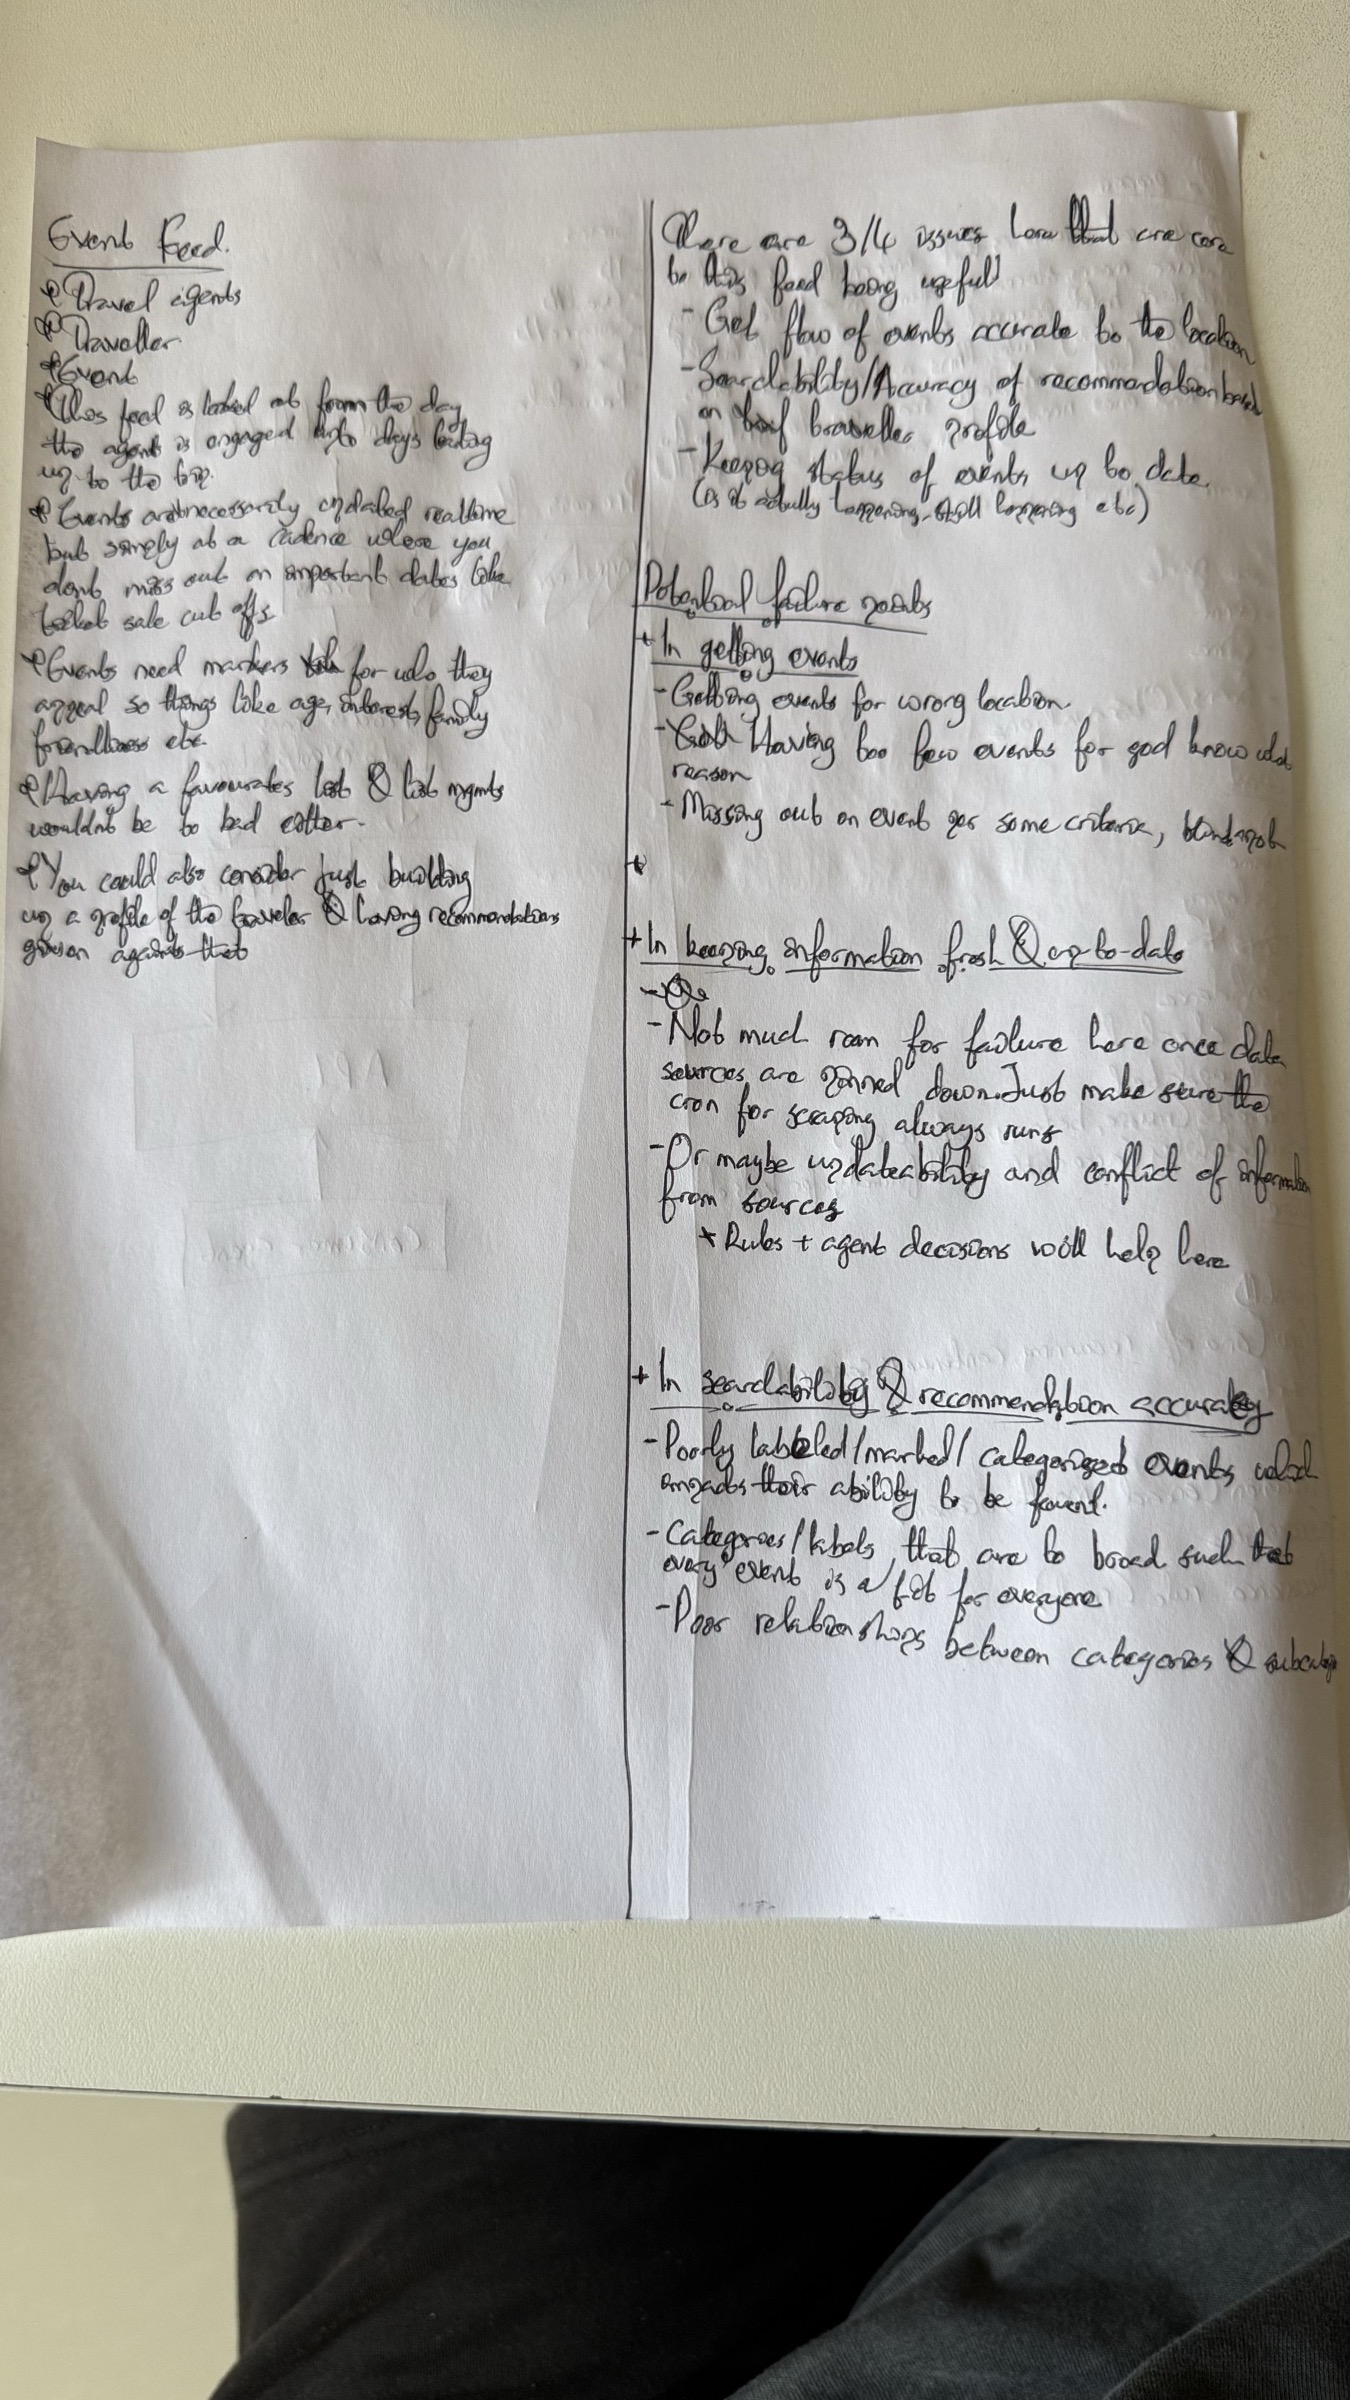 Event Feed.
Travel agents
Traveller
Event
This feed is looked at from the day
the agent is engaged up to days leading
up to the trip.
Events not necessarily updated realtime
but simply at a cadence where you
dont miss out on important dates like
ticket sale cut offs
Events need markers for who they
appeal so things like age, interests, family
friendliness etc.
Having a favourates list & list mgmts
wouldnt be to bad either.
You could also consider just building
up a profile of the traveler & having recommendations
given against that
There are 3/4 issues here that are core
to this feed being useful
- Get flow of events accurate to the location
- Searchability/Accuracy of recommendation based
on traveller profile
- Keeping status of events up to date
(is it actually happening, still happening etc)
Potential failure points
+ In getting events
- Getting events for wrong location
- Having too few events for god know what
reason
- Missing out on event per some criteria, blindspot
+
+ In keeping information fresh & up-to-date
- Not much room for failure here once data
sources are pinned down. Just make sure the
cron for scraping always runs
- Or maybe updateability and conflict of information
from sources
* Rules + agent decisions will help here
+ In searchability & recommendation accuracy
- Poorly labeled/marked/categorized events which
impacts their ability to be found.
- Categories/labels that are to broad such that
every event is a fit for everyone
- Poor relationships between categories &